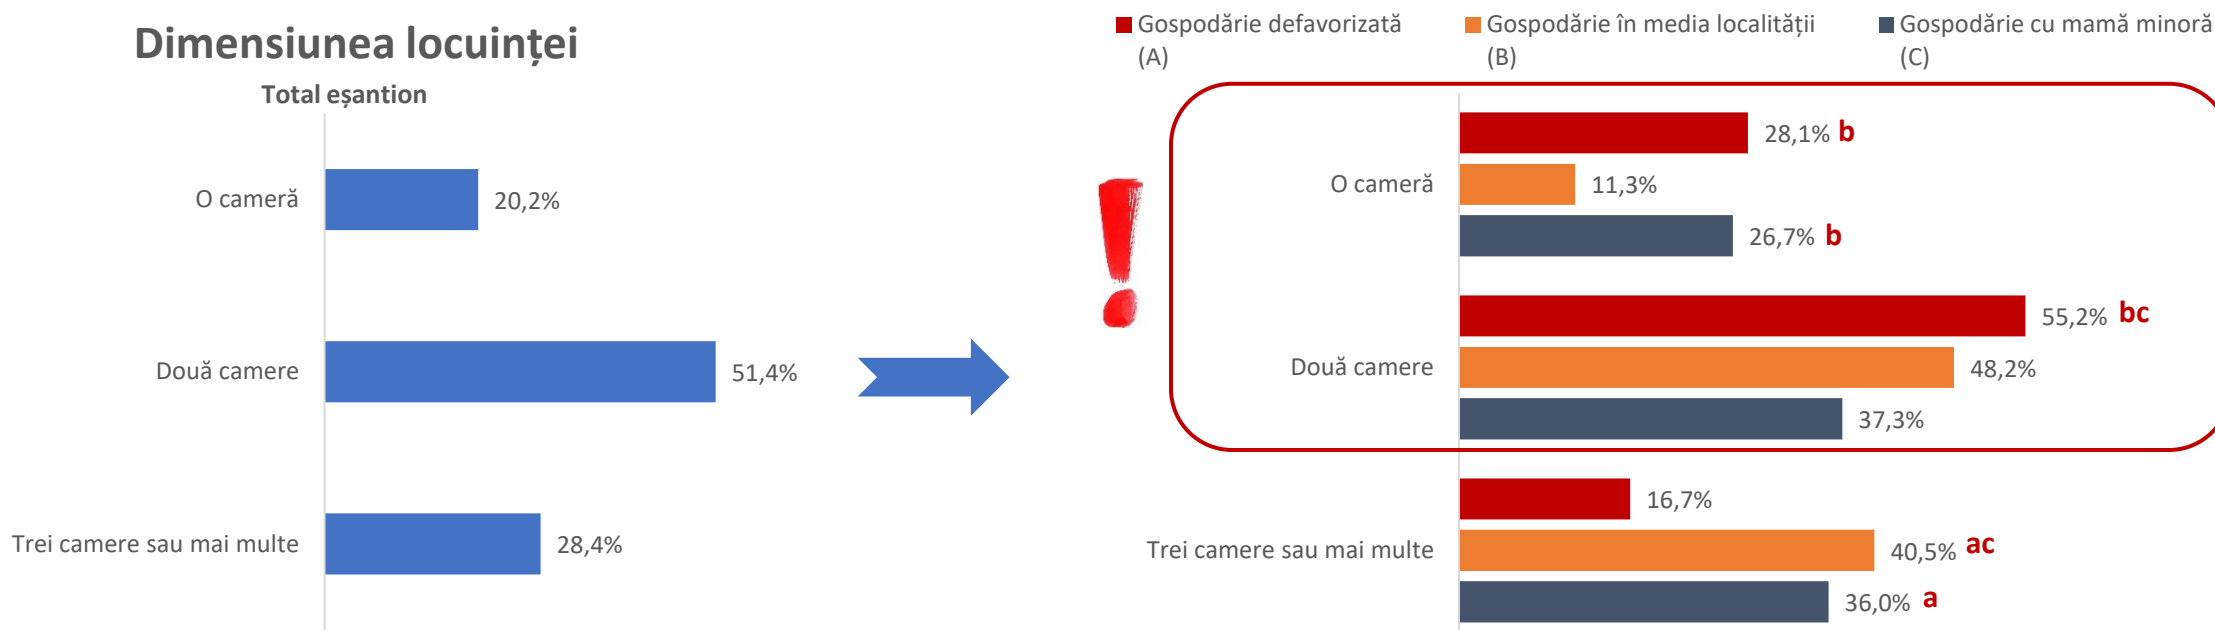 Dimensiunea locuinței
Total eșantion
O cameră
20,2%
Două camere
51,4%
Trei camere sau mai multe
28,4%
Gospodărie defavorizată
(A)
Gospodărie în media localității
(B)
Gospodărie cu mamă minoră
(C)
O cameră
28,1% b
11,3%
26,7% b
Două camere
55,2% bc
48,2%
37,3%
Trei camere sau mai multe
16,7%
40,5% ac
36,0% a